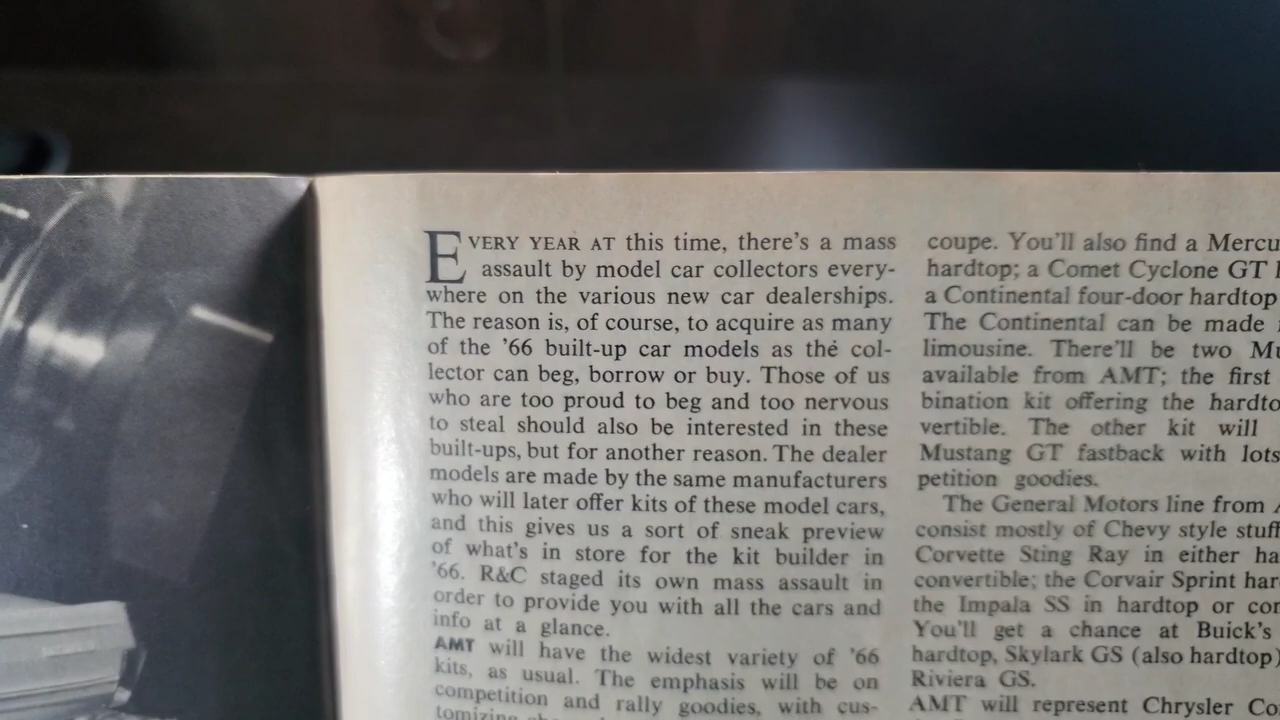 EVERY YEAR AT this time, there's a mass
assault by model car collectors every-
where on the various new car dealerships.
The reason is, of course, to acquire as many
of the '66 built-up car models as the col-
lector can beg, borrow or buy. Those of us
who are too proud to beg and too nervous
to steal should also be interested in these
built-ups, but for another reason. The dealer
models are made by the same manufacturers
who will later offer kits of these model cars,
and this gives us a sort of sneak preview
of what's in store for the kit builder in
'66. R&C staged its own mass assault in
order to provide you with all the cars and
info at a glance.
AMT will have the widest variety of '66
kits, as usual. The emphasis will be on
competition and rally goodies, with cus-
coupe. You'll also find a
hardtop; a Comet Cyclone GT
a Continental four-door hardtop
The Continental can be made
limousine. There'll be two
available from AMT; the first
bination kit offering the
vertible. The other kit will
Mustang GT fastback with lots
petition goodies.
The General Motors line from
consist mostly of Chevy style stuff
Corvette Sting Ray in either
convertible; the Corvair Sprint
the Impala SS in hardtop or
You'll get a chance at Buick's
hardtop, Skylark GS (also hardtop)
Riviera GS.
AMT will represent Chrysler